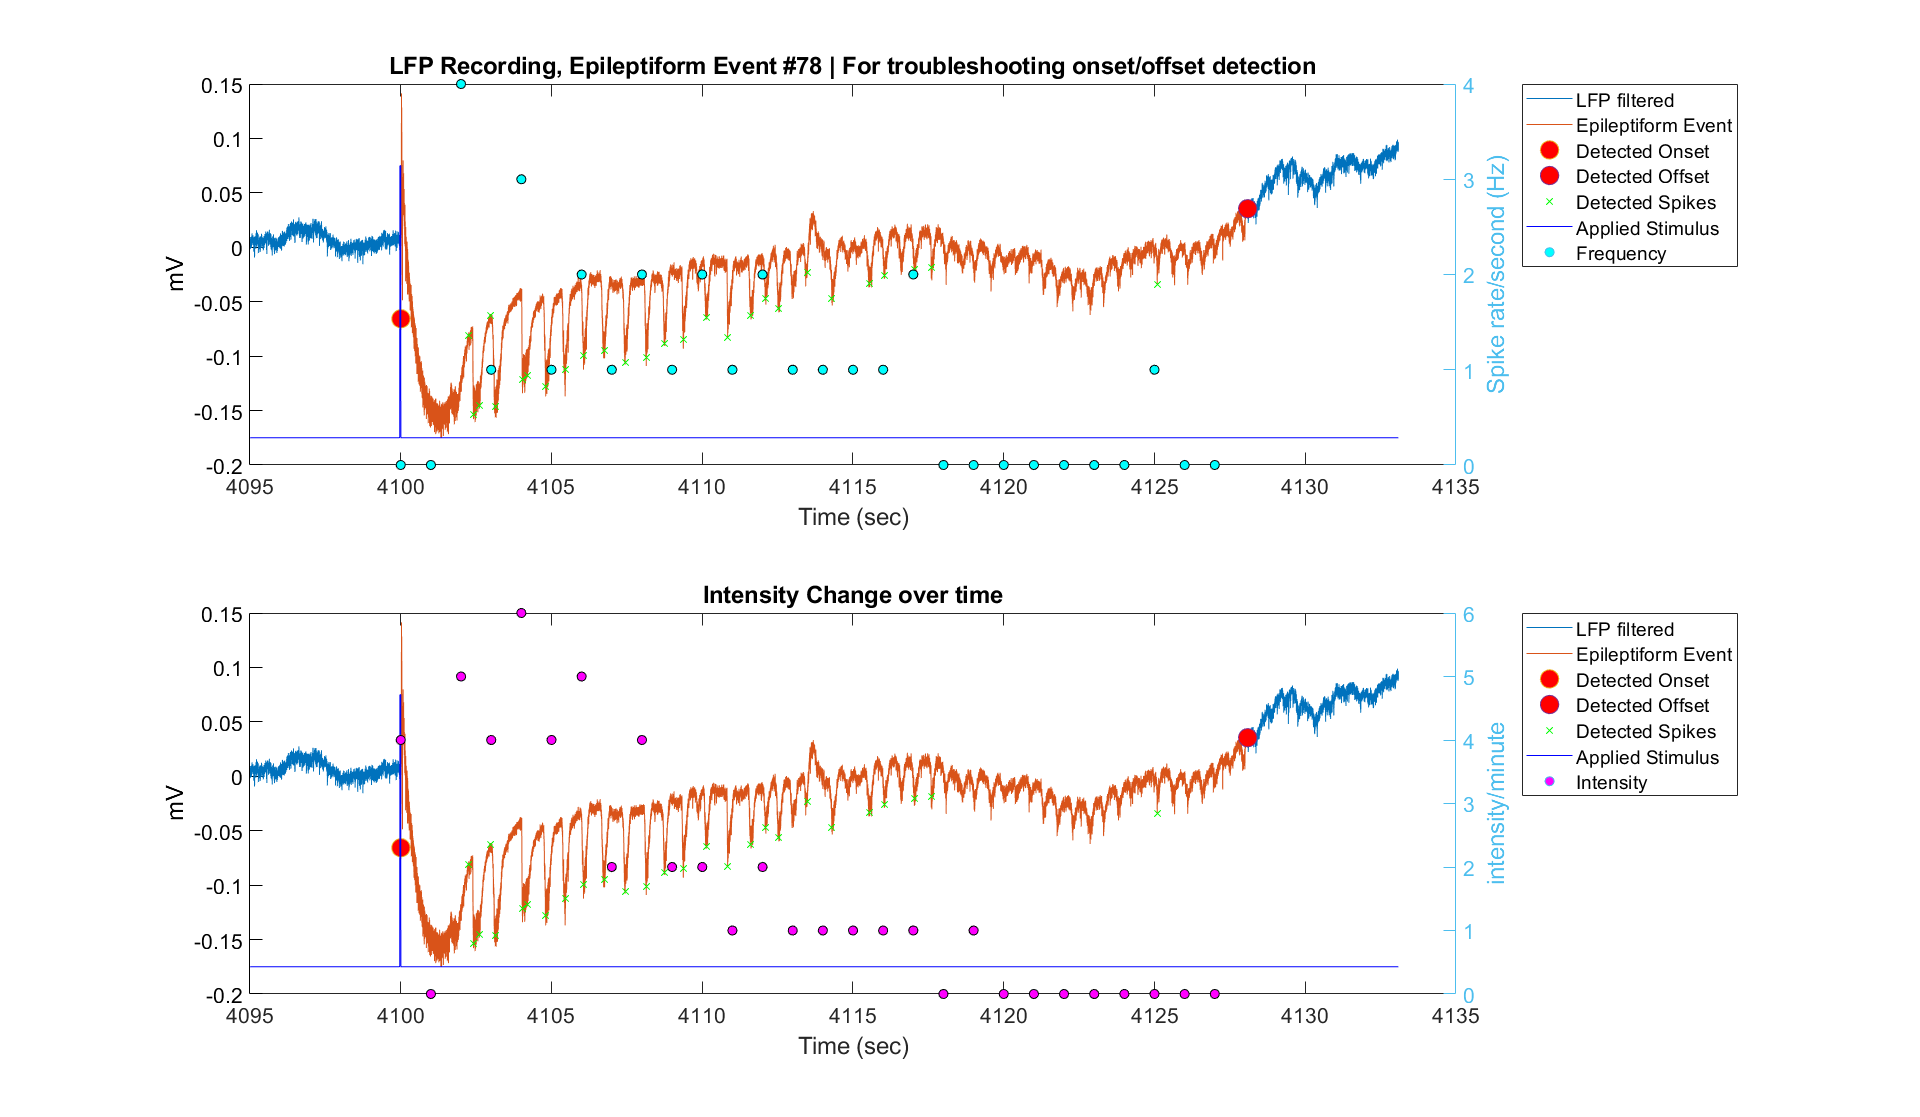 LFP Recording, Epileptiform Event #78 | For troubleshooting onset/offset detection
0.15
0.1
0.05
0
-0.05
-0.1
-0.15
-0.2
mV
4095 4100 4105 4110 4115 4120 4125 4130 4135
Time (sec)
4
3
2
1
0
Spike rate/second (Hz)
LFP filtered
Epileptiform Event
Detected Onset
Detected Offset
Detected Spikes
Applied Stimulus
Frequency
Intensity Change over time
0.15
0.1
0.05
0
-0.05
-0.1
-0.15
-0.2
mV
4095 4100 4105 4110 4115 4120 4125 4130 4135
Time (sec)
6
5
4
3
2
1
0
intensity/minute
LFP filtered
Epileptiform Event
Detected Onset
Detected Offset
Detected Spikes
Applied Stimulus
Intensity